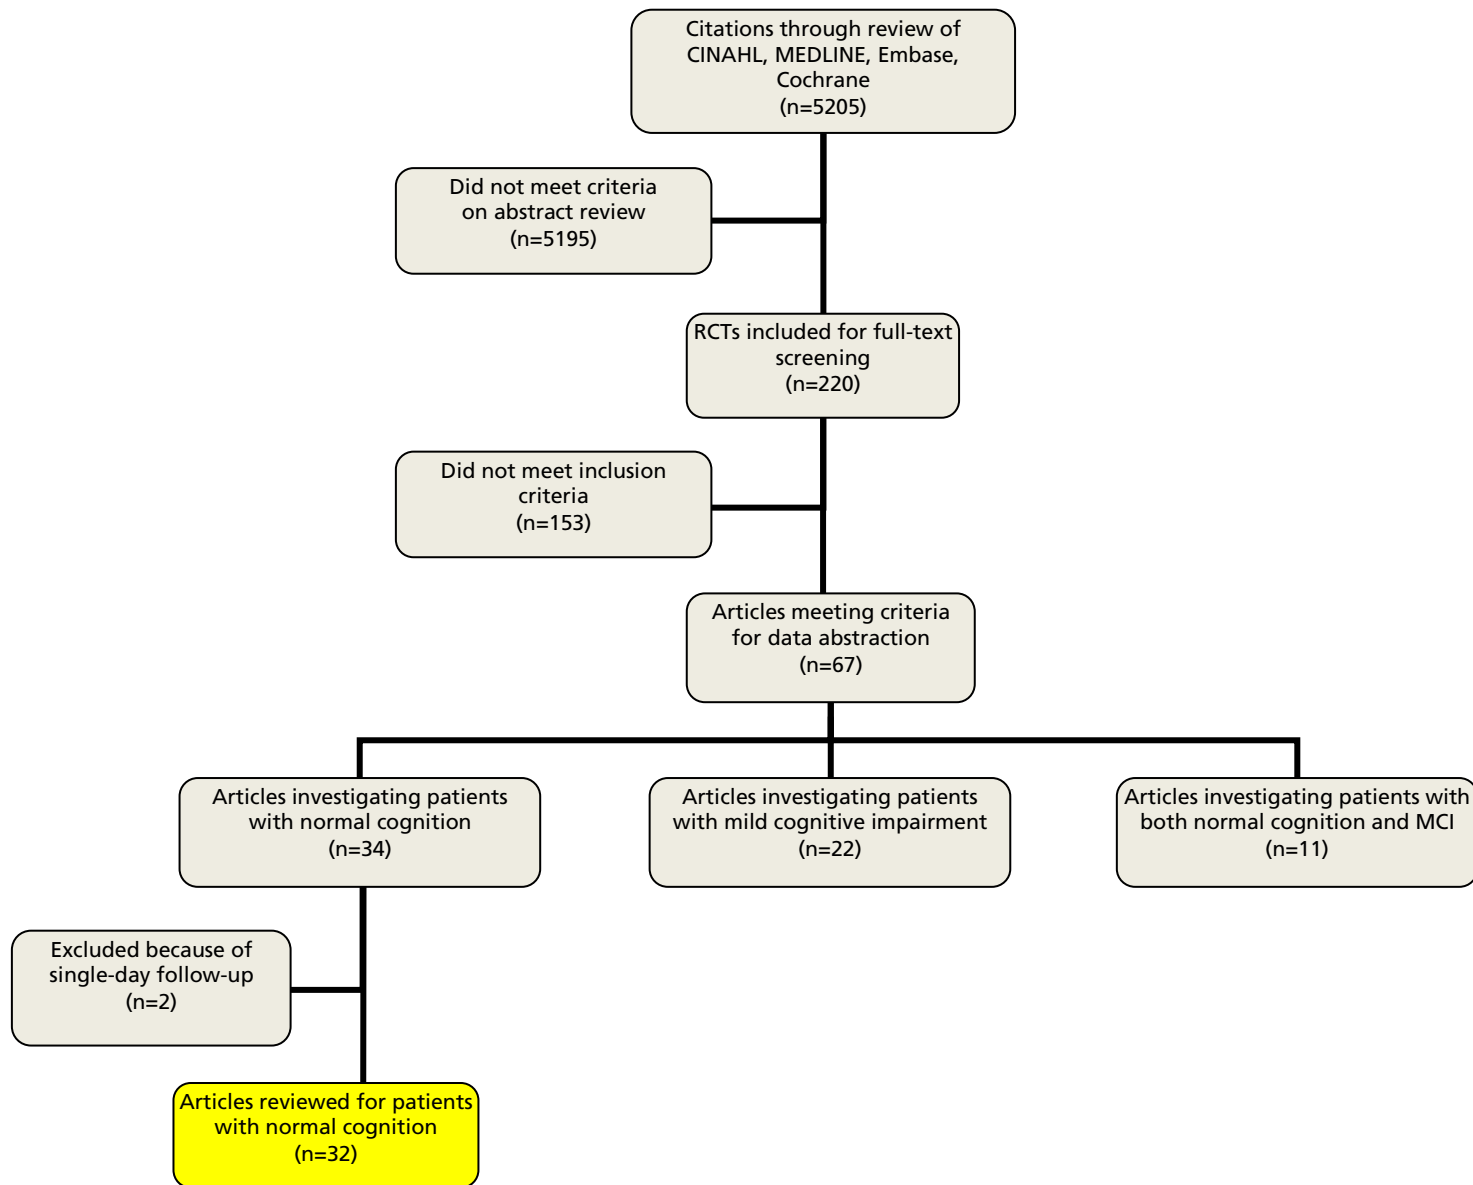 Citations through review of
CINAHL, MEDLINE, Embase,
Cochrane
(n=5205)
Did not meet criteria
on abstract review
(n=5195)
RCTs included for full-text
screening
(n=220)
Did not meet inclusion
criteria
(n=153)
Articles meeting criteria
for data abstraction
(n=67)
Articles investigating patients
with normal cognition
(n=34)
Articles investigating patients
with mild cognitive impairment
(n=22)
Articles investigating patients with
both normal cognition and MCI
(n=11)
Excluded because of
single-day follow-up
(n=2)
Articles reviewed for patients
with normal cognition
(n=32)